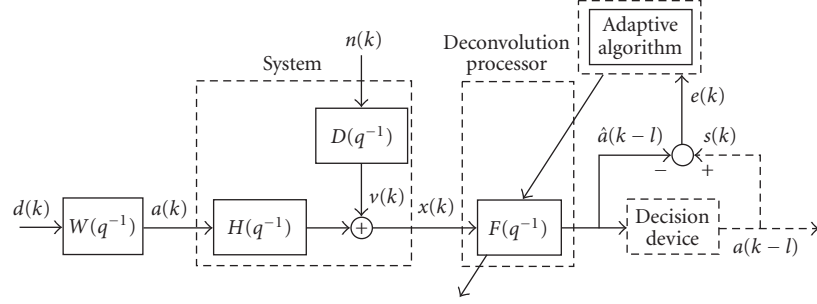 Adaptive
algorithm
n(k)
Deconvolution
processor
System
e(k)
D(q⁻¹)
â(k − l)
s(k)
−
+
v(k)
d(k)
W(q⁻¹)
a(k)
H(q⁻¹)
+
x(k)
F(q⁻¹)
Decision
device
a(k − l)